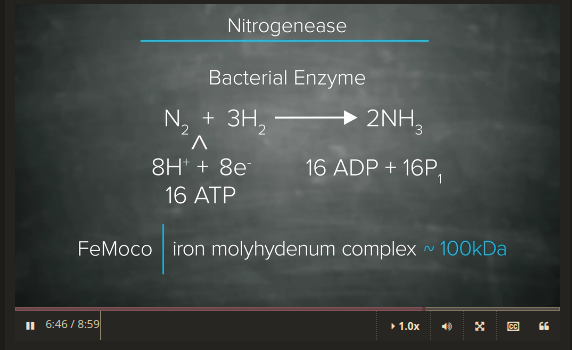 Nitrogenease
Bacterial Enzyme
N₂ + 3H₂ ⟶ 2NH₃
^
8H⁺ + 8e⁻ 16 ADP + 16P₁
16 ATP
FeMoco | iron molyhydenum complex ~ 100kDa
6:46 / 8:59 1.0x CC